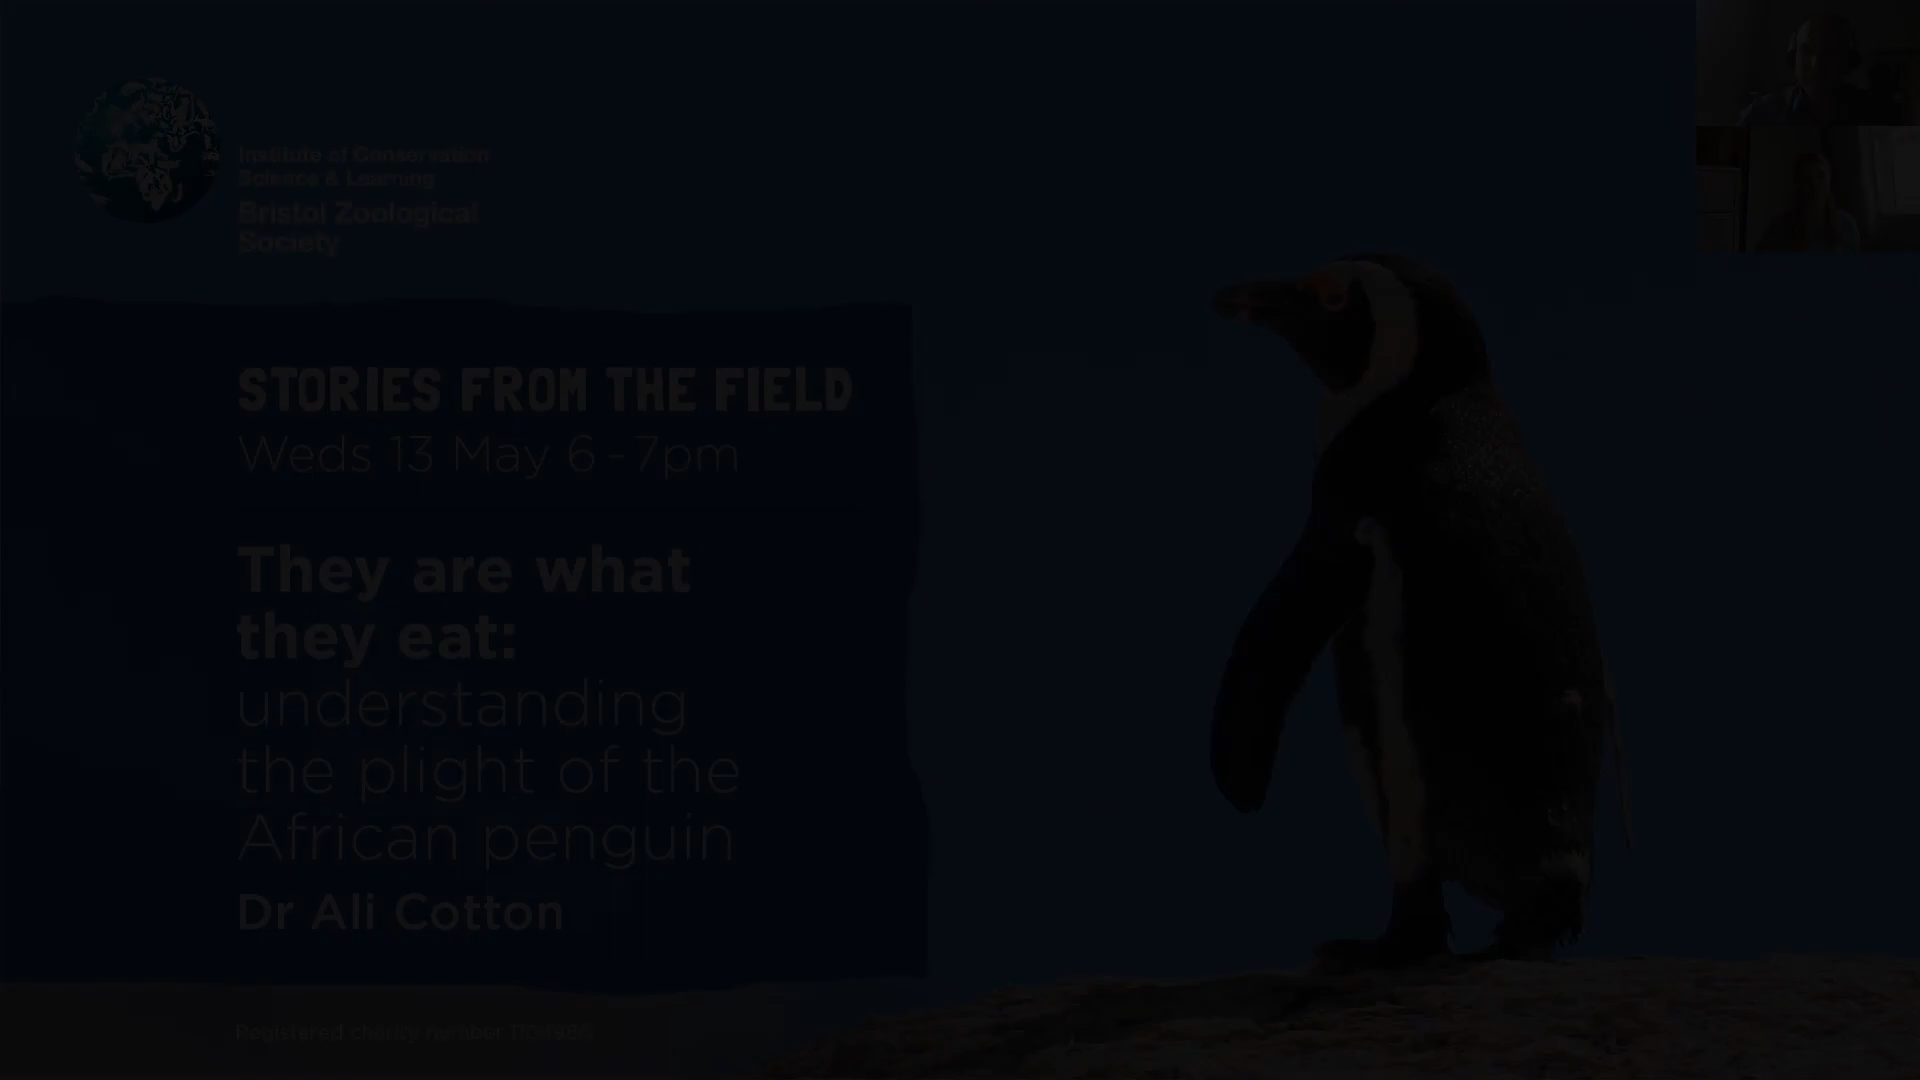 Institute of Conservation
Science & Learning
Bristol Zoological
Society
STORIES FROM THE FIELD
Weds 13 May 6-7pm
They are what
they eat:
understanding
the plight of the
African penguin
Dr Ali Cotton
Registered charity number